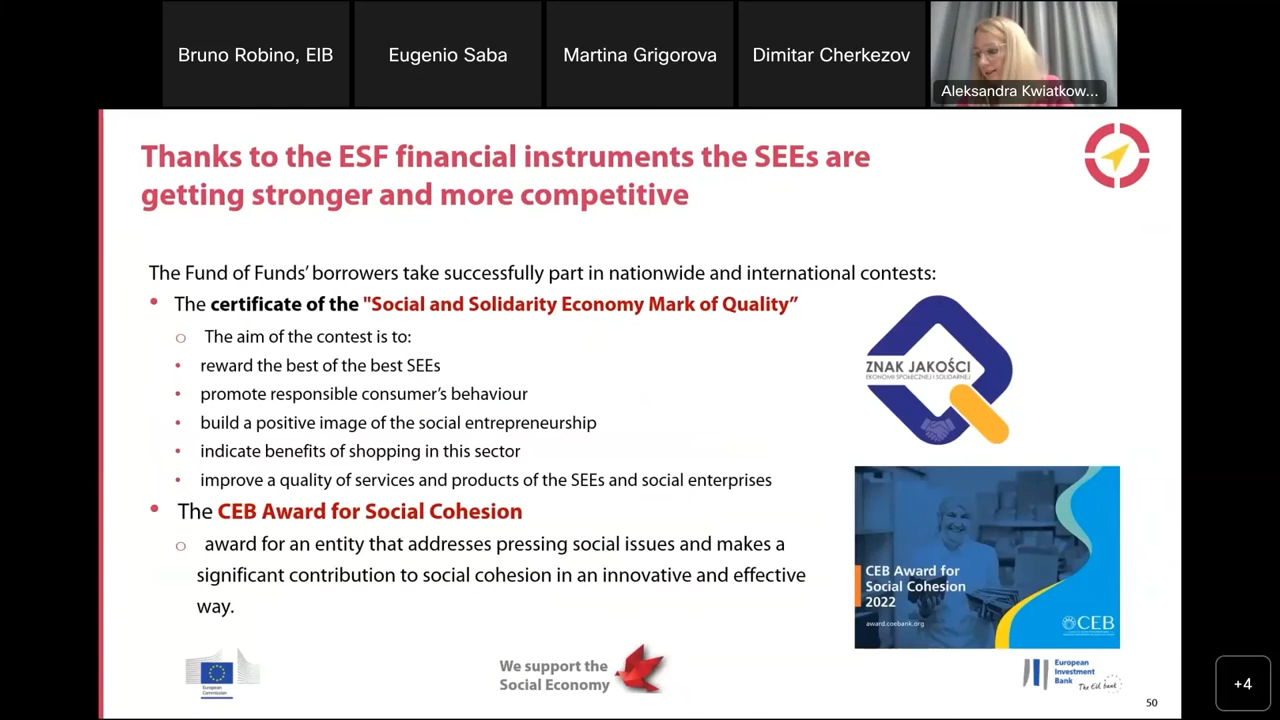 Bruno Robino, EIB
Eugenio Saba
Martina Grigorova
Dimitar Cherkezov
Aleksandra Kwiatkow...
Thanks to the ESF financial instruments the SEEs are
getting stronger and more competitive
The Fund of Funds’ borrowers take successfully part in nationwide and international contests:
• The certificate of the "Social and Solidarity Economy Mark of Quality”
o The aim of the contest is to:
• reward the best of the best SEEs
• promote responsible consumer’s behaviour
• build a positive image of the social entrepreneurship
• indicate benefits of shopping in this sector
• improve a quality of services and products of the SEEs and social enterprises
• The CEB Award for Social Cohesion
o award for an entity that addresses pressing social issues and makes a
significant contribution to social cohesion in an innovative and effective
way.
ZNAK JAKOŚCI
EKONOMII SPOŁECZNEJ I SOLIDARNEJ
CEB Award for
Social Cohesion
2022
award.coebank.org
CEB
European
Commission
We support the
Social Economy
European
Investment
Bank
The EIB bank
50
+4